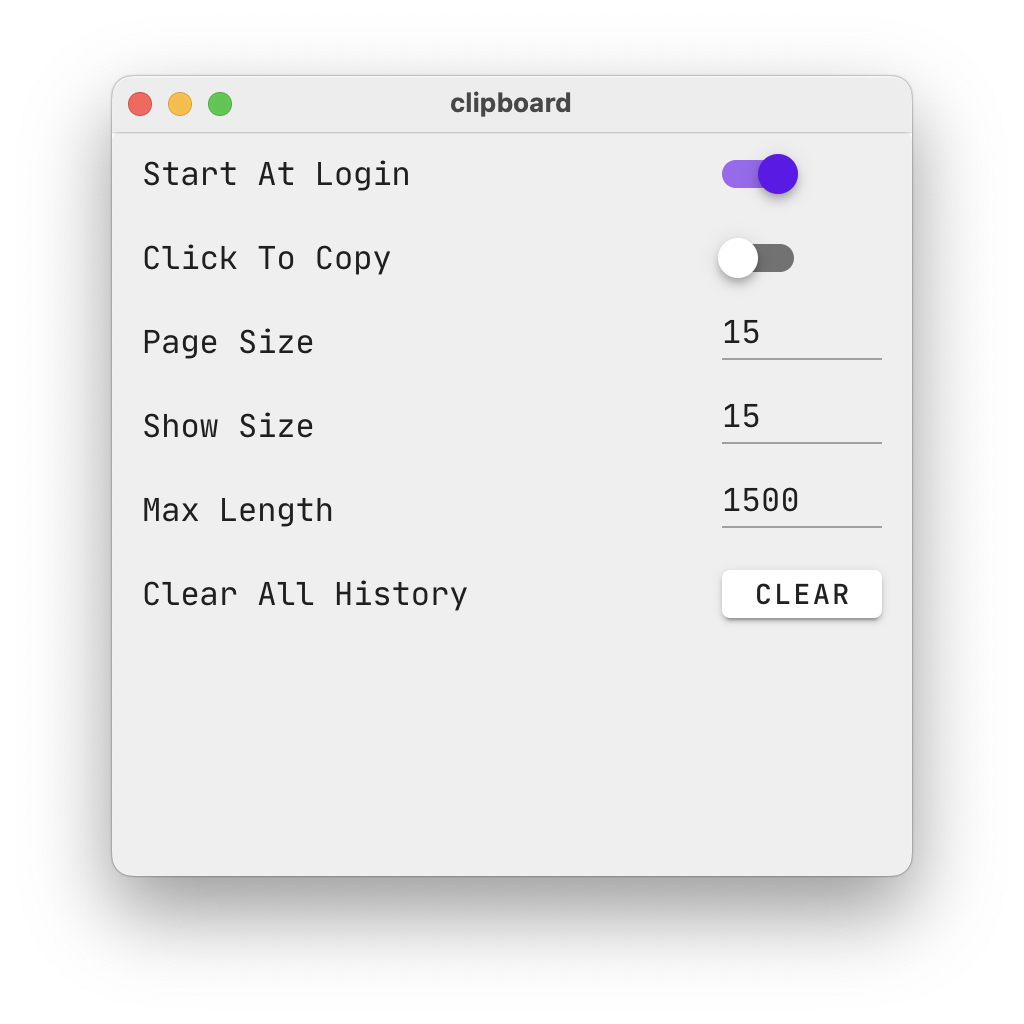 clipboard
Start At Login
Click To Copy
Page Size 15
Show Size 15
Max Length 1500
Clear All History CLEAR